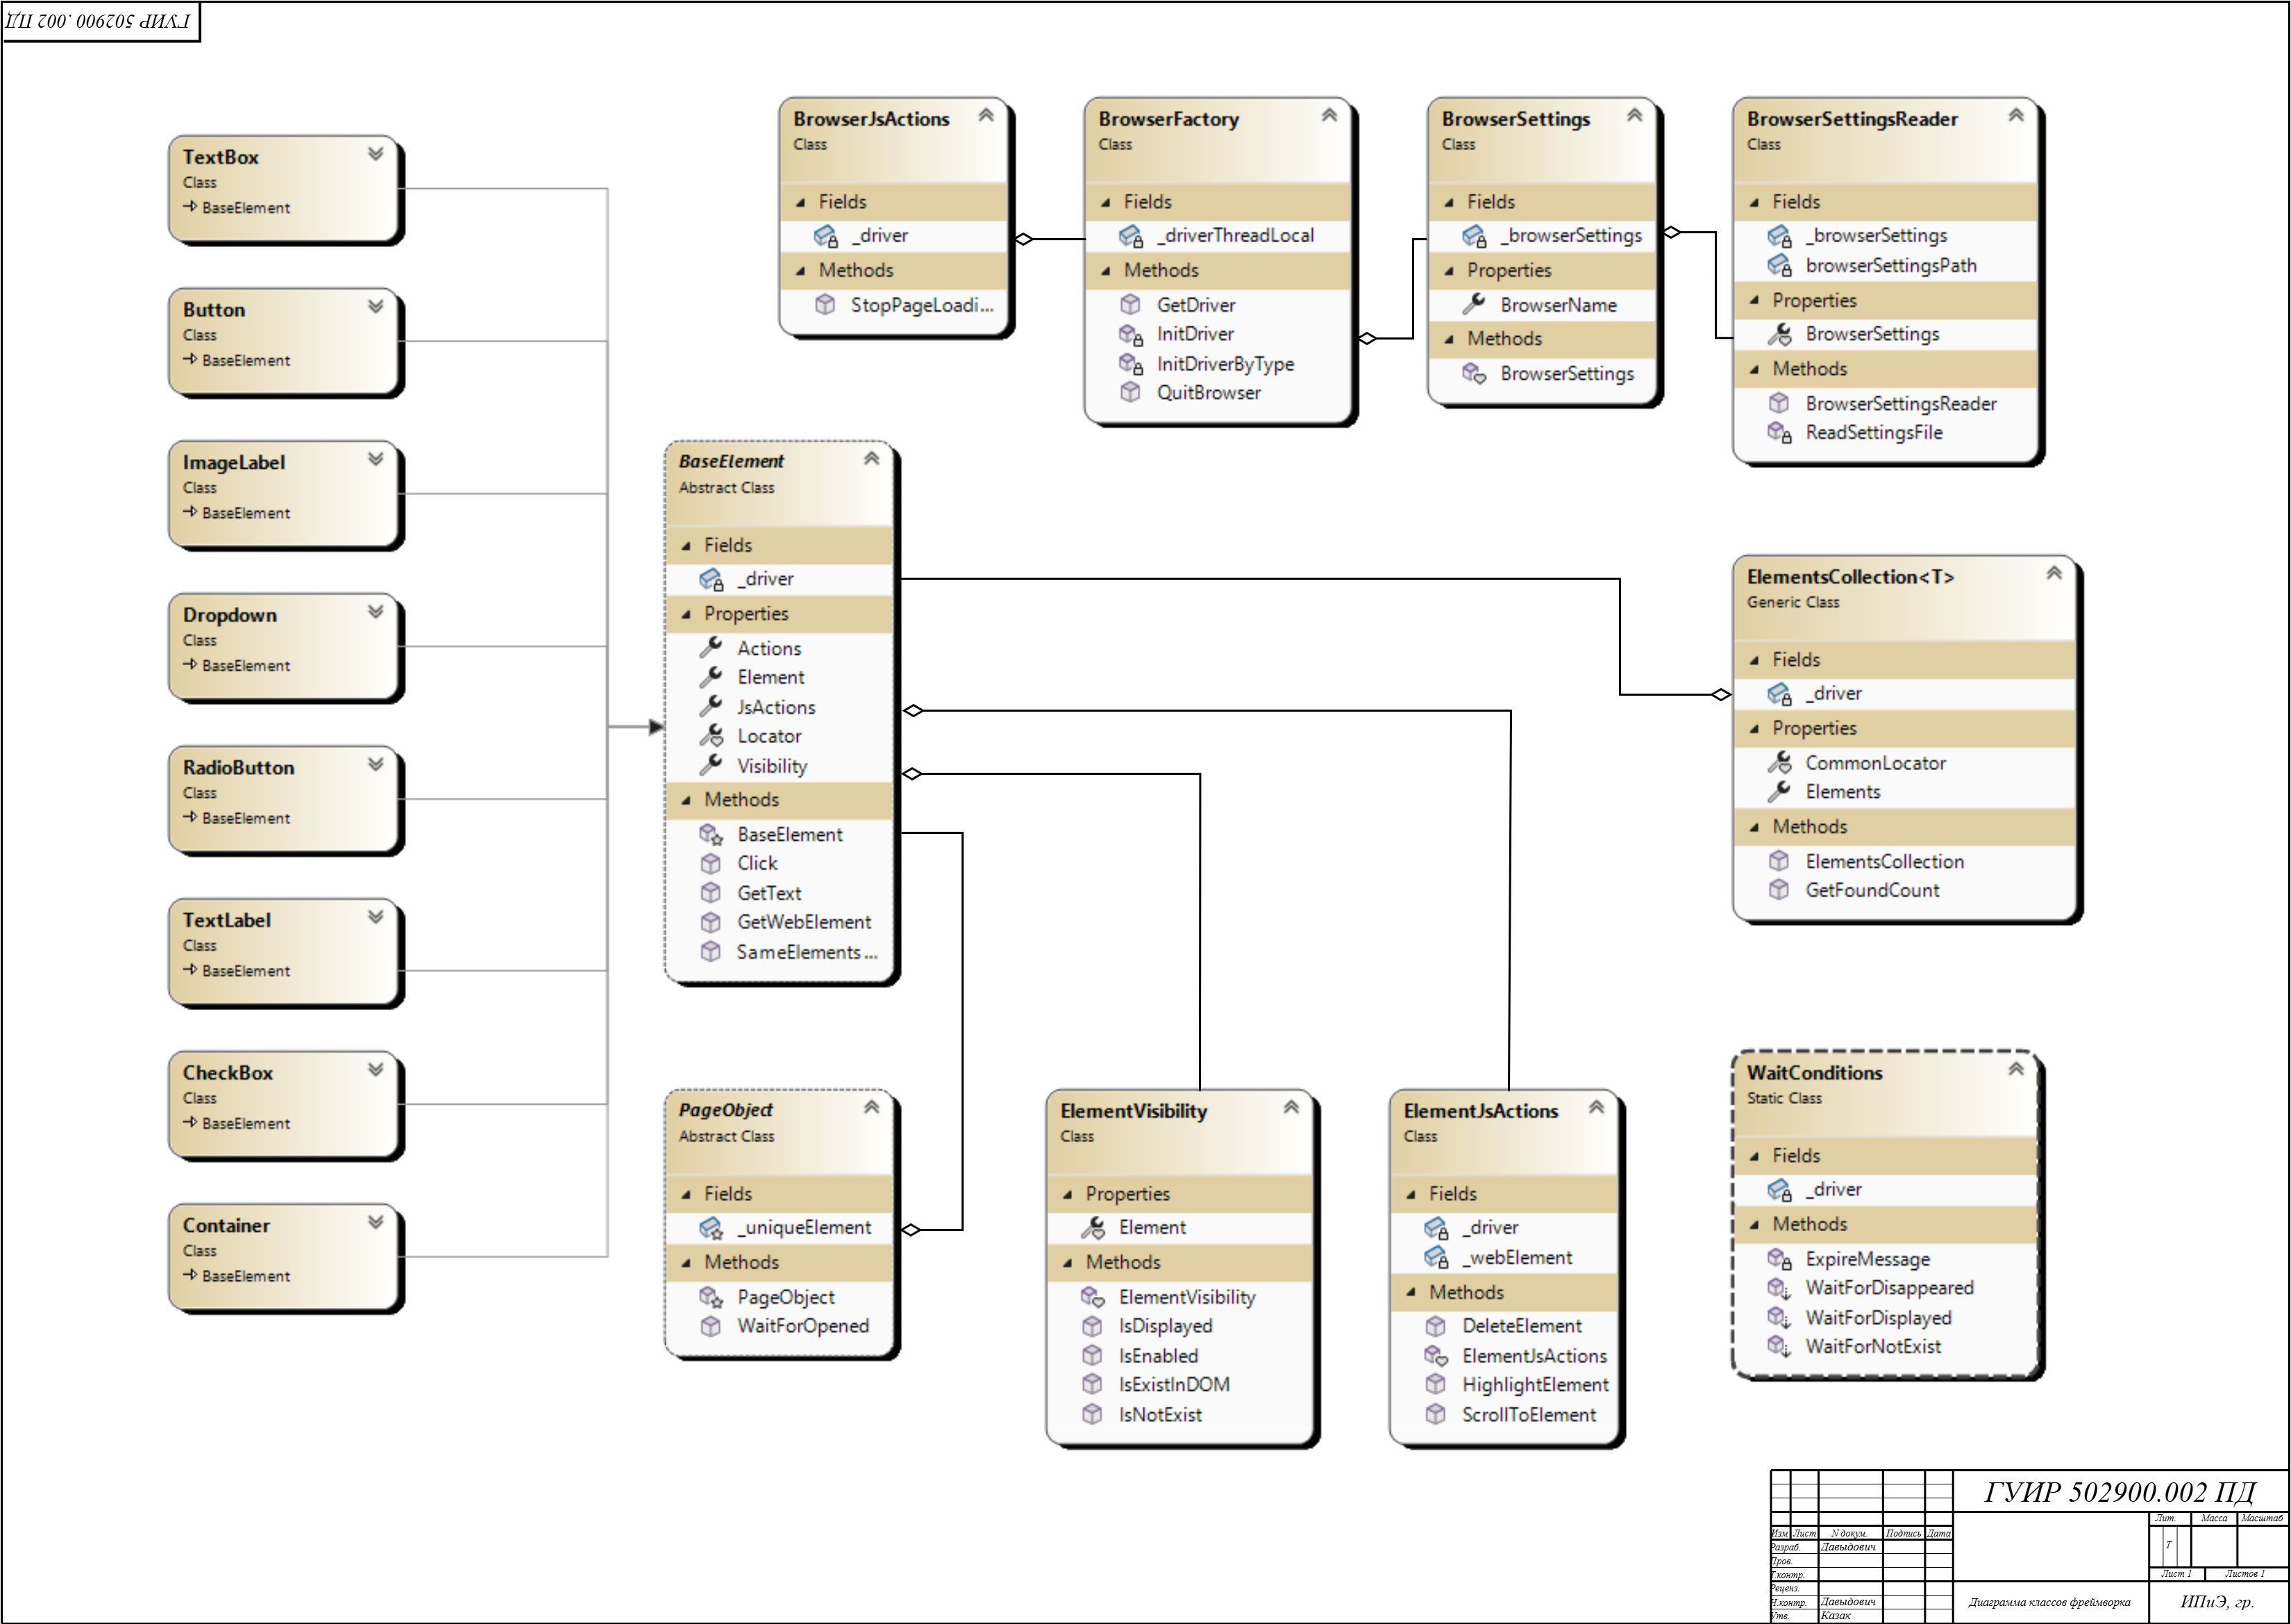 ГУИР 502900 .002 ПД
TextBox
Class
BaseElement
Button
Class
BaseElement
ImageLabel
Class
BaseElement
Dropdown
Class
BaseElement
RadioButton
Class
BaseElement
TextLabel
Class
BaseElement
CheckBox
Class
BaseElement
Container
Class
BaseElement
BrowserJsActions
Class
Fields
_driver
Methods
StopPageLoadi...
BrowserFactory
Class
Fields
_driverThreadLocal
Methods
GetDriver
InitDriver
InitDriverByType
QuitBrowser
BrowserSettings
Class
Fields
_browserSettings
Properties
BrowserName
Methods
BrowserSettings
BrowserSettingsReader
Class
Fields
_browserSettings
browserSettingsPath
Properties
BrowserSettings
Methods
BrowserSettingsReader
ReadSettingsFile
BaseElement
Abstract Class
Fields
_driver
Properties
Actions
Element
JsActions
Locator
Visibility
Methods
BaseElement
Click
GetText
GetWebElement
SameElements...
ElementsCollection<T>
Generic Class
Fields
_driver
Properties
CommonLocator
Elements
Methods
ElementsCollection
GetFoundCount
PageObject
Abstract Class
Fields
_uniqueElement
Methods
PageObject
WaitForOpened
ElementVisibility
Class
Properties
Element
Methods
ElementVisibility
IsDisplayed
IsEnabled
IsExistInDOM
IsNotExist
ElementJsActions
Class
Fields
_driver
_webElement
Methods
DeleteElement
ElementJsActions
HighlightElement
ScrollToElement
WaitConditions
Static Class
Fields
_driver
Methods
ExpireMessage
WaitForDisappeared
WaitForDisplayed
WaitForNotExist
ГУИР 502900.002 ПД
Изм Лист N докум. Подпись Дата
Разраб. Давыдович
Пров.
Т.контр.
Реценз.
Н.контр. Давыдович
Утв. Казак
Лит. Масса Масштаб
Т
Лист 1 Листов 1
Диаграмма классов фреймворка
ИПиЭ, гр.